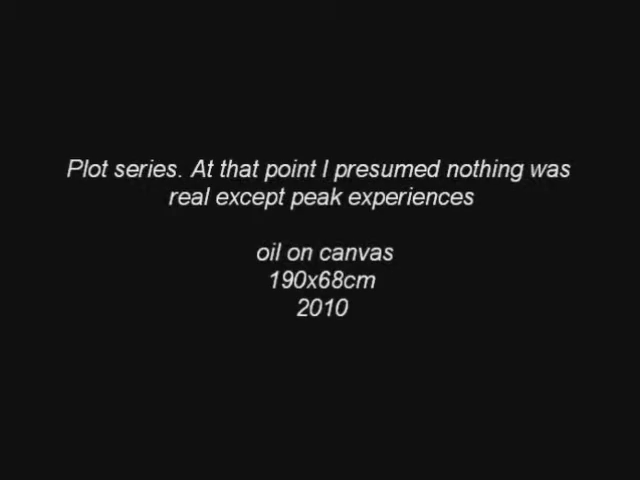 Plot series. At that point I presumed nothing was
real except peak experiences
oil on canvas
190x68cm
2010